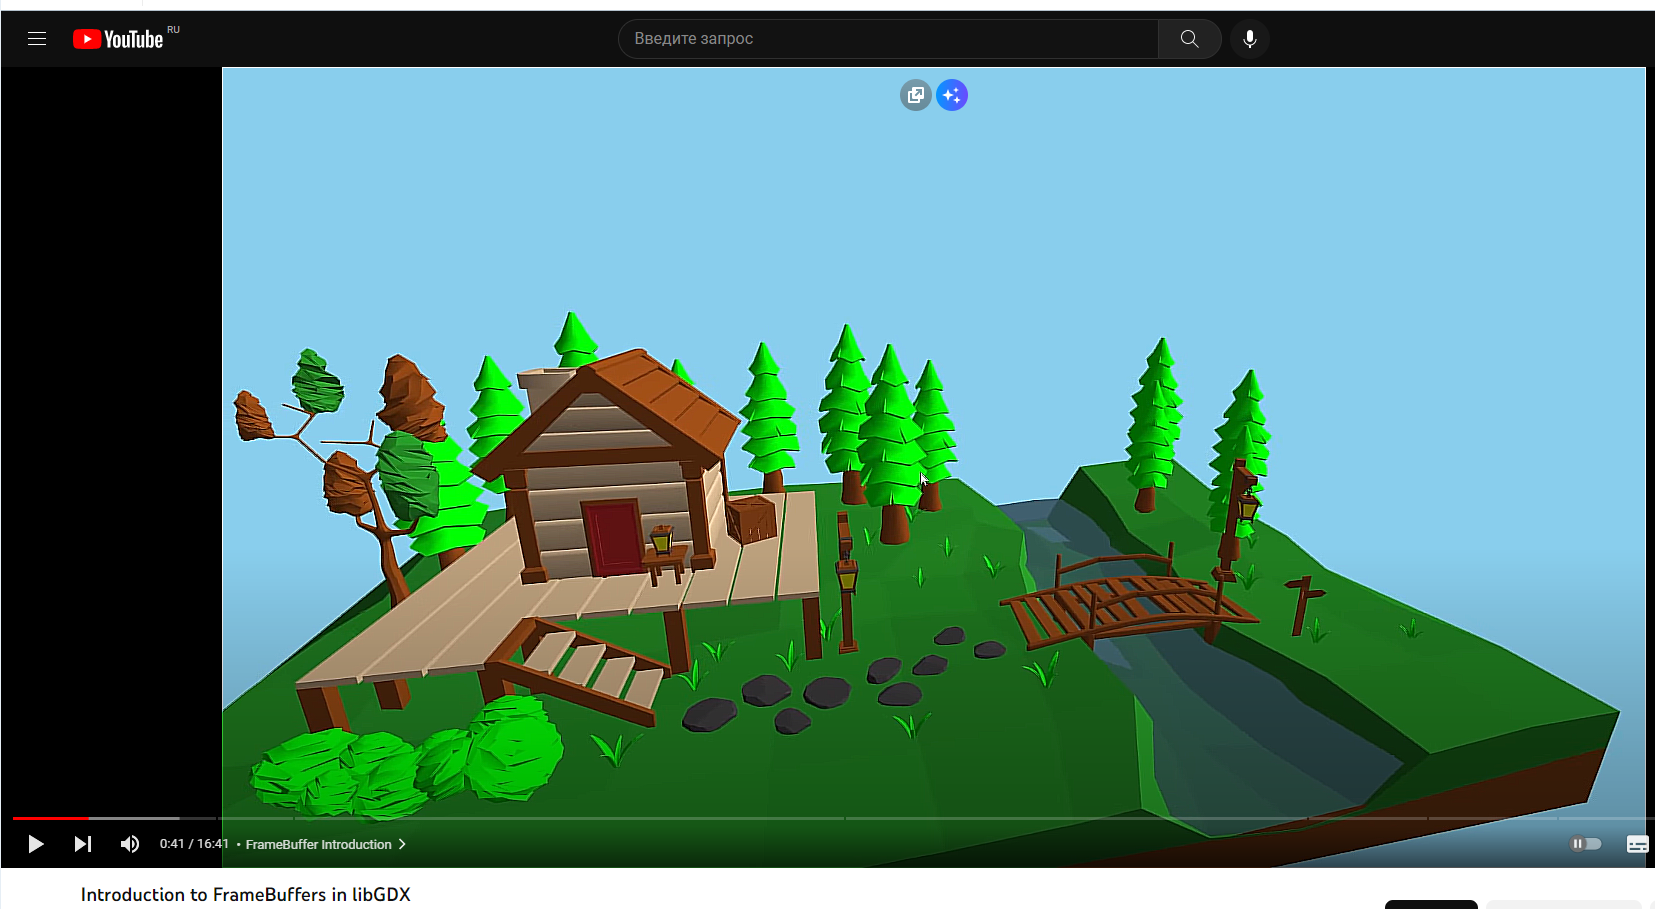 YouTube RU
Введите запрос
0:41 / 16:41 • FrameBuffer Introduction
Introduction to FrameBuffers in libGDX